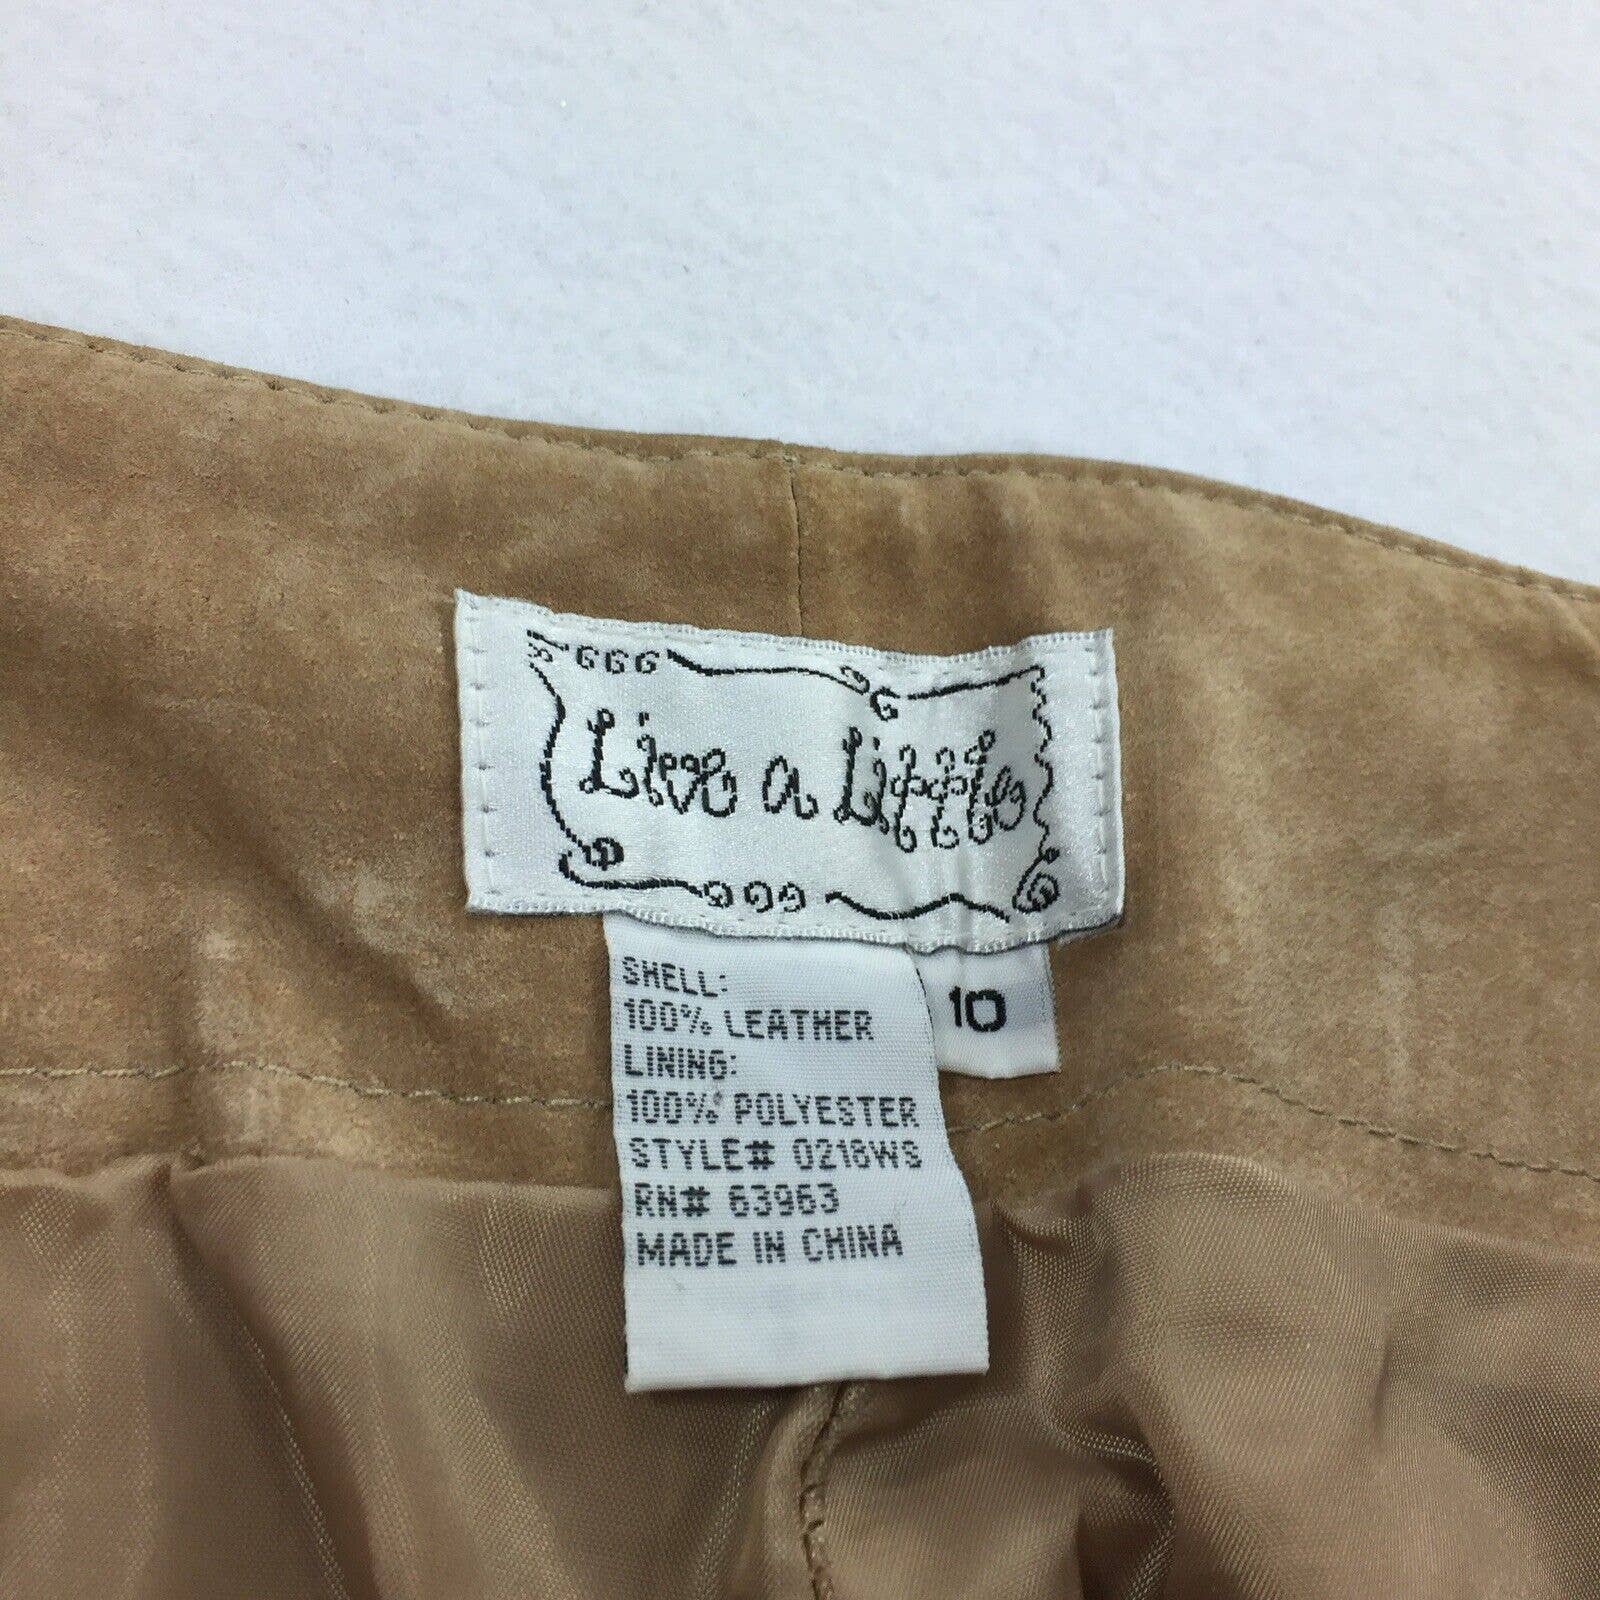 Live a Little
10
SHELL:
100% LEATHER
LINING:
100% POLYESTER
STYLE# 0218WS
RN# 63963
MADE IN CHINA